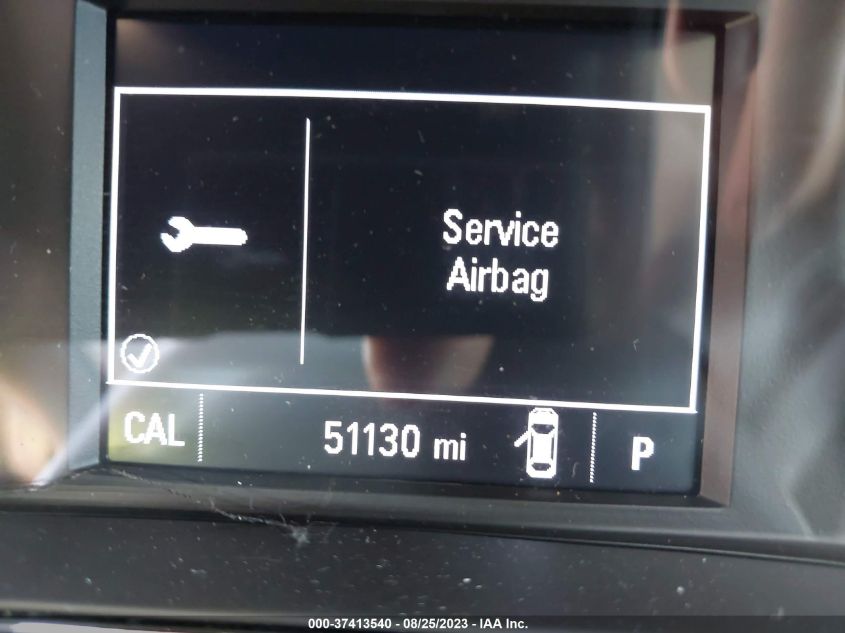 Service
Airbag
CAL
51130 mi
P
000-37413540 - 08/25/2023 - IAA Inc.